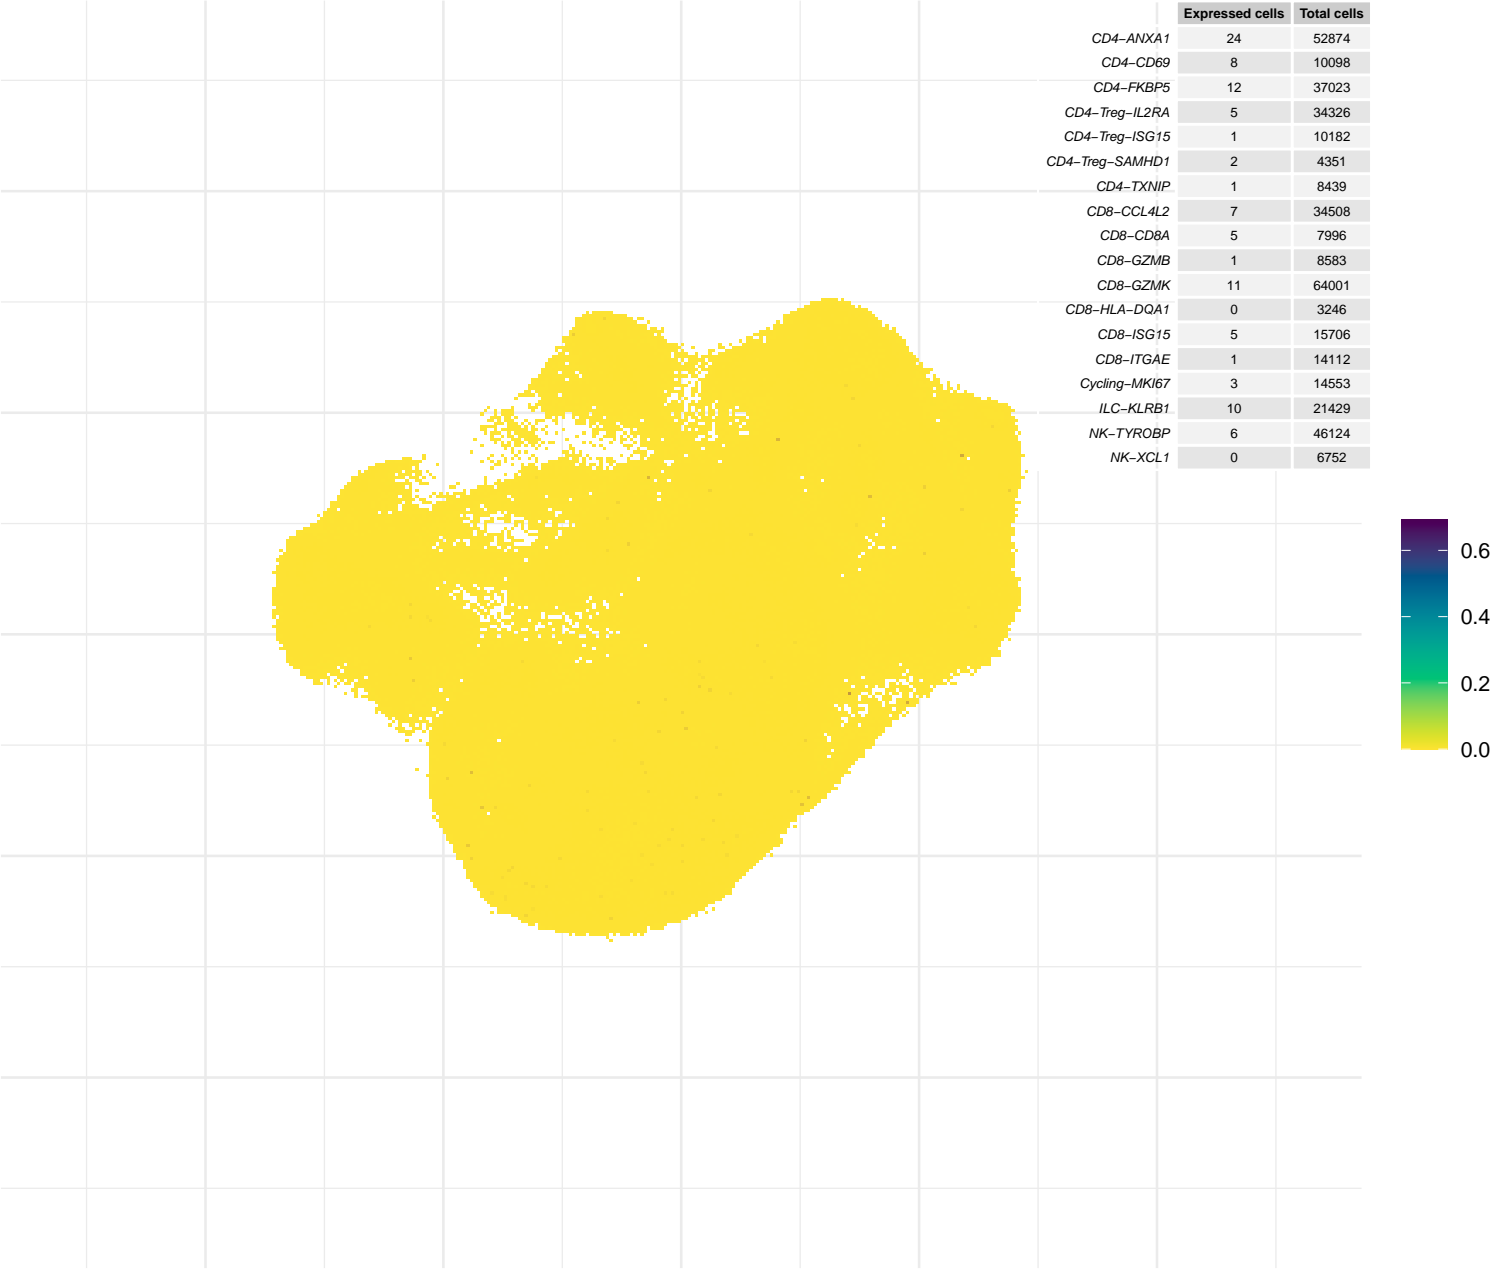 Expressed cells Total cells
CD4−ANXA1 24 52874
CD4−CD69 8 10098
CD4−FKBP5 12 37023
CD4−Treg−IL2RA 5 34326
CD4−Treg−ISG15 1 10182
CD4−Treg−SAMHD1 2 4351
CD4−TXNIP 1 8439
CD8−CCL4L2 7 34508
CD8−CD8A 5 7996
CD8−GZMB 1 8583
CD8−GZMK 11 64001
CD8−HLA−DQA1 0 3246
CD8−ISG15 5 15706
CD8−ITGAE 1 14112
Cycling−MKI67 3 14553
ILC−KLRB1 10 21429
NK−TYROBP 6 46124
NK−XCL1 0 6752
0.6
0.4
0.2
0.0